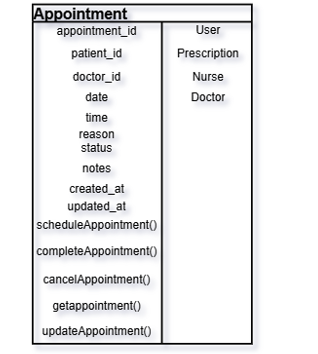 Appointment
appointment_id User
patient_id Prescription
doctor_id Nurse
date Doctor
time
reason
status
notes
created_at
updated_at
scheduleAppointment()
completeAppointment()
cancelAppointment()
getappointment()
updateAppointment()